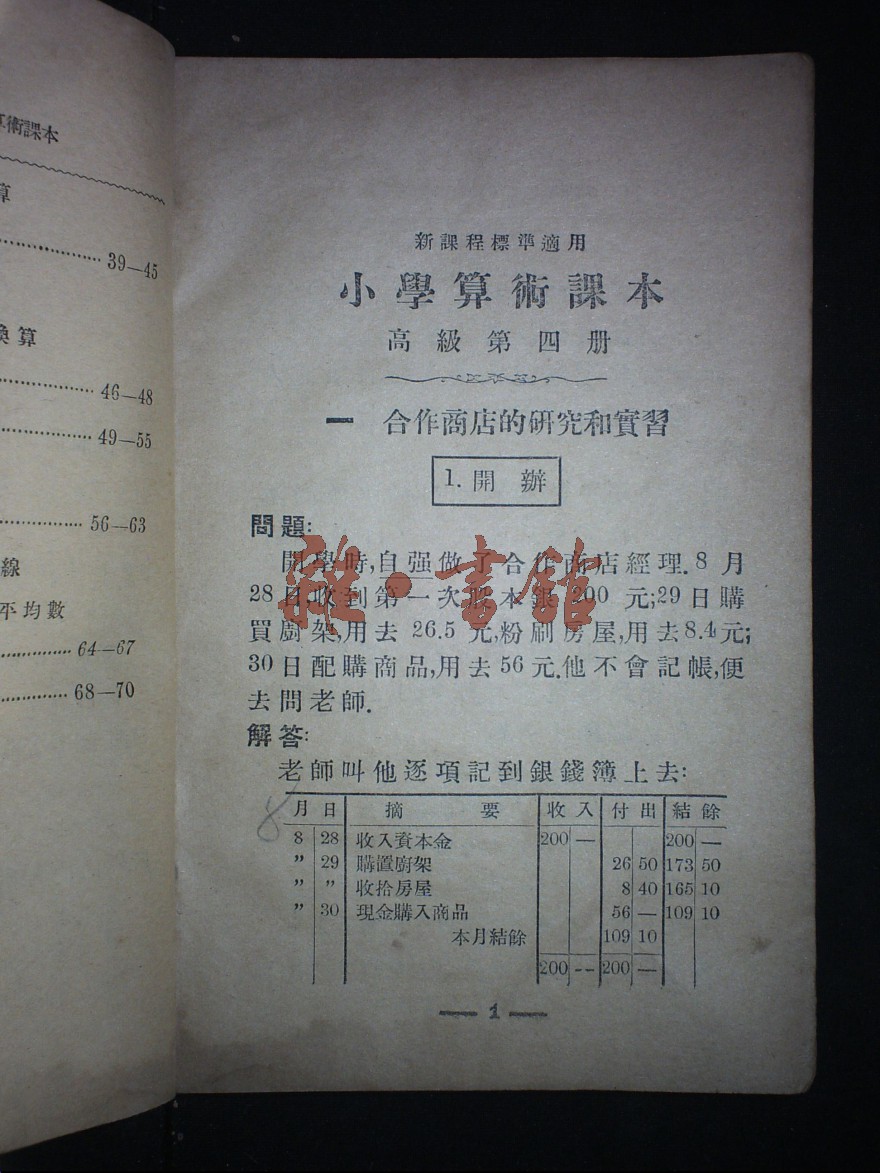 算術課本
算
39—45
換算
46—48
49—55
56—63
線
平均數
64—67
68—70
新課程標準適用
小學算術課本
高級第四册
一 合作商店的研究和實習
1. 開辦
問題:
開學時,自强做了合作商店經理.8月
28日收到第一次股本銀200元;29日購
買廚架,用去26.5元,粉刷房屋,用去8.4元;
30日配購商品,用去56元.他不會記帳,便
去問老師.
解答:
老師叫他逐項記到銀錢簿上去:
月 日 摘要 收入 付出 結餘
8 28 收入資本金 200 — 200 —
” 29 購置廚架 26 50 173 50
” ” 收拾房屋 8 40 165 10
” 30 現金購入商品 56 — 109 10
本月結餘 109 10
200 -- 200 —
— 1 —
8
雅·書館